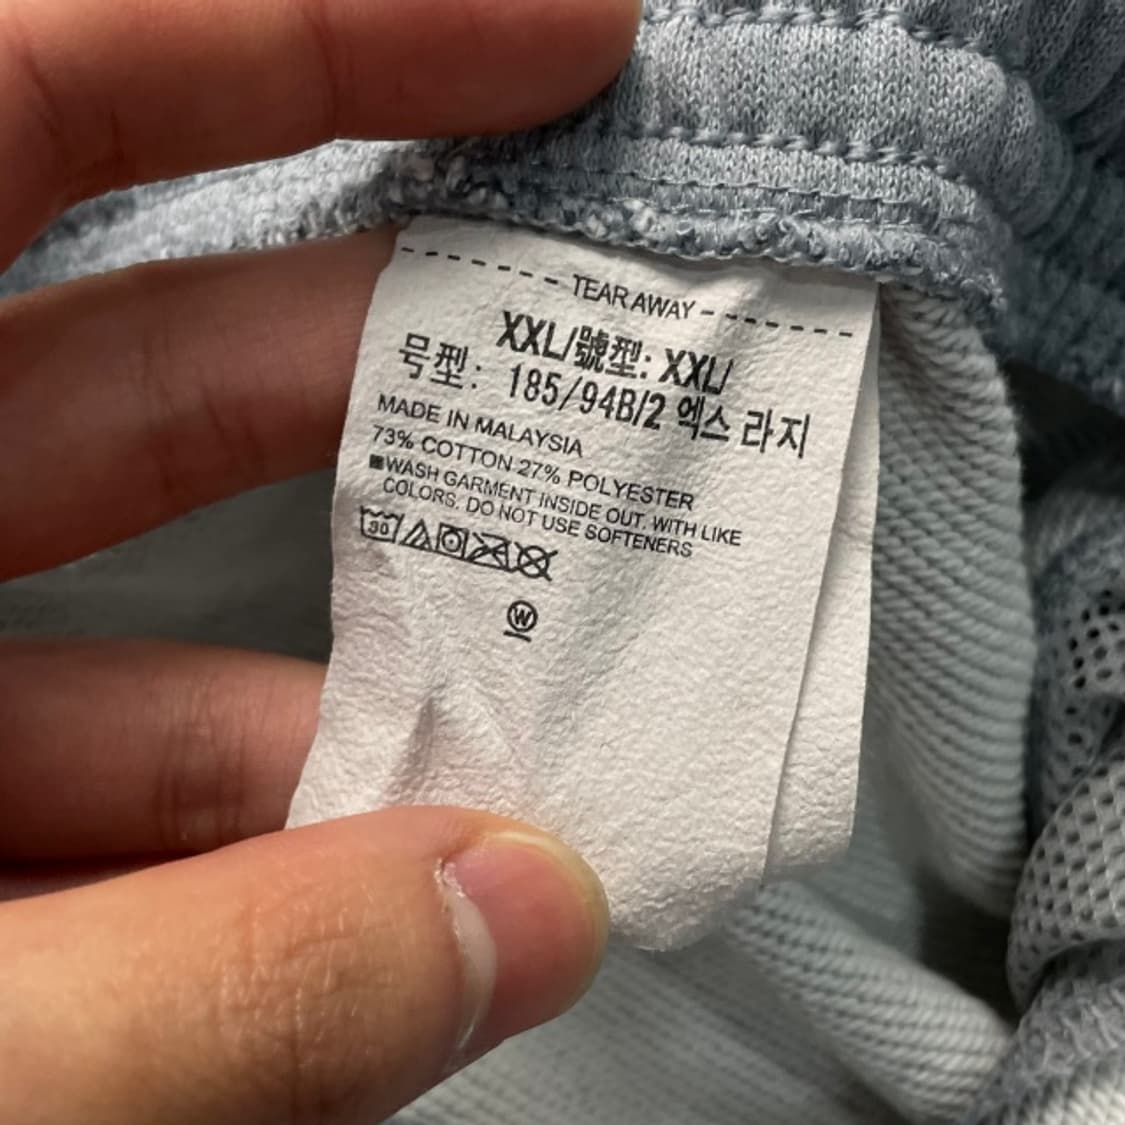 TEAR AWAY
XXL/號型: XXL/
号型: 185/94B/2 엑스 라지
MADE IN MALAYSIA
73% COTTON 27% POLYESTER
■WASH GARMENT INSIDE OUT. WITH LIKE
COLORS. DO NOT USE SOFTENERS
30
W